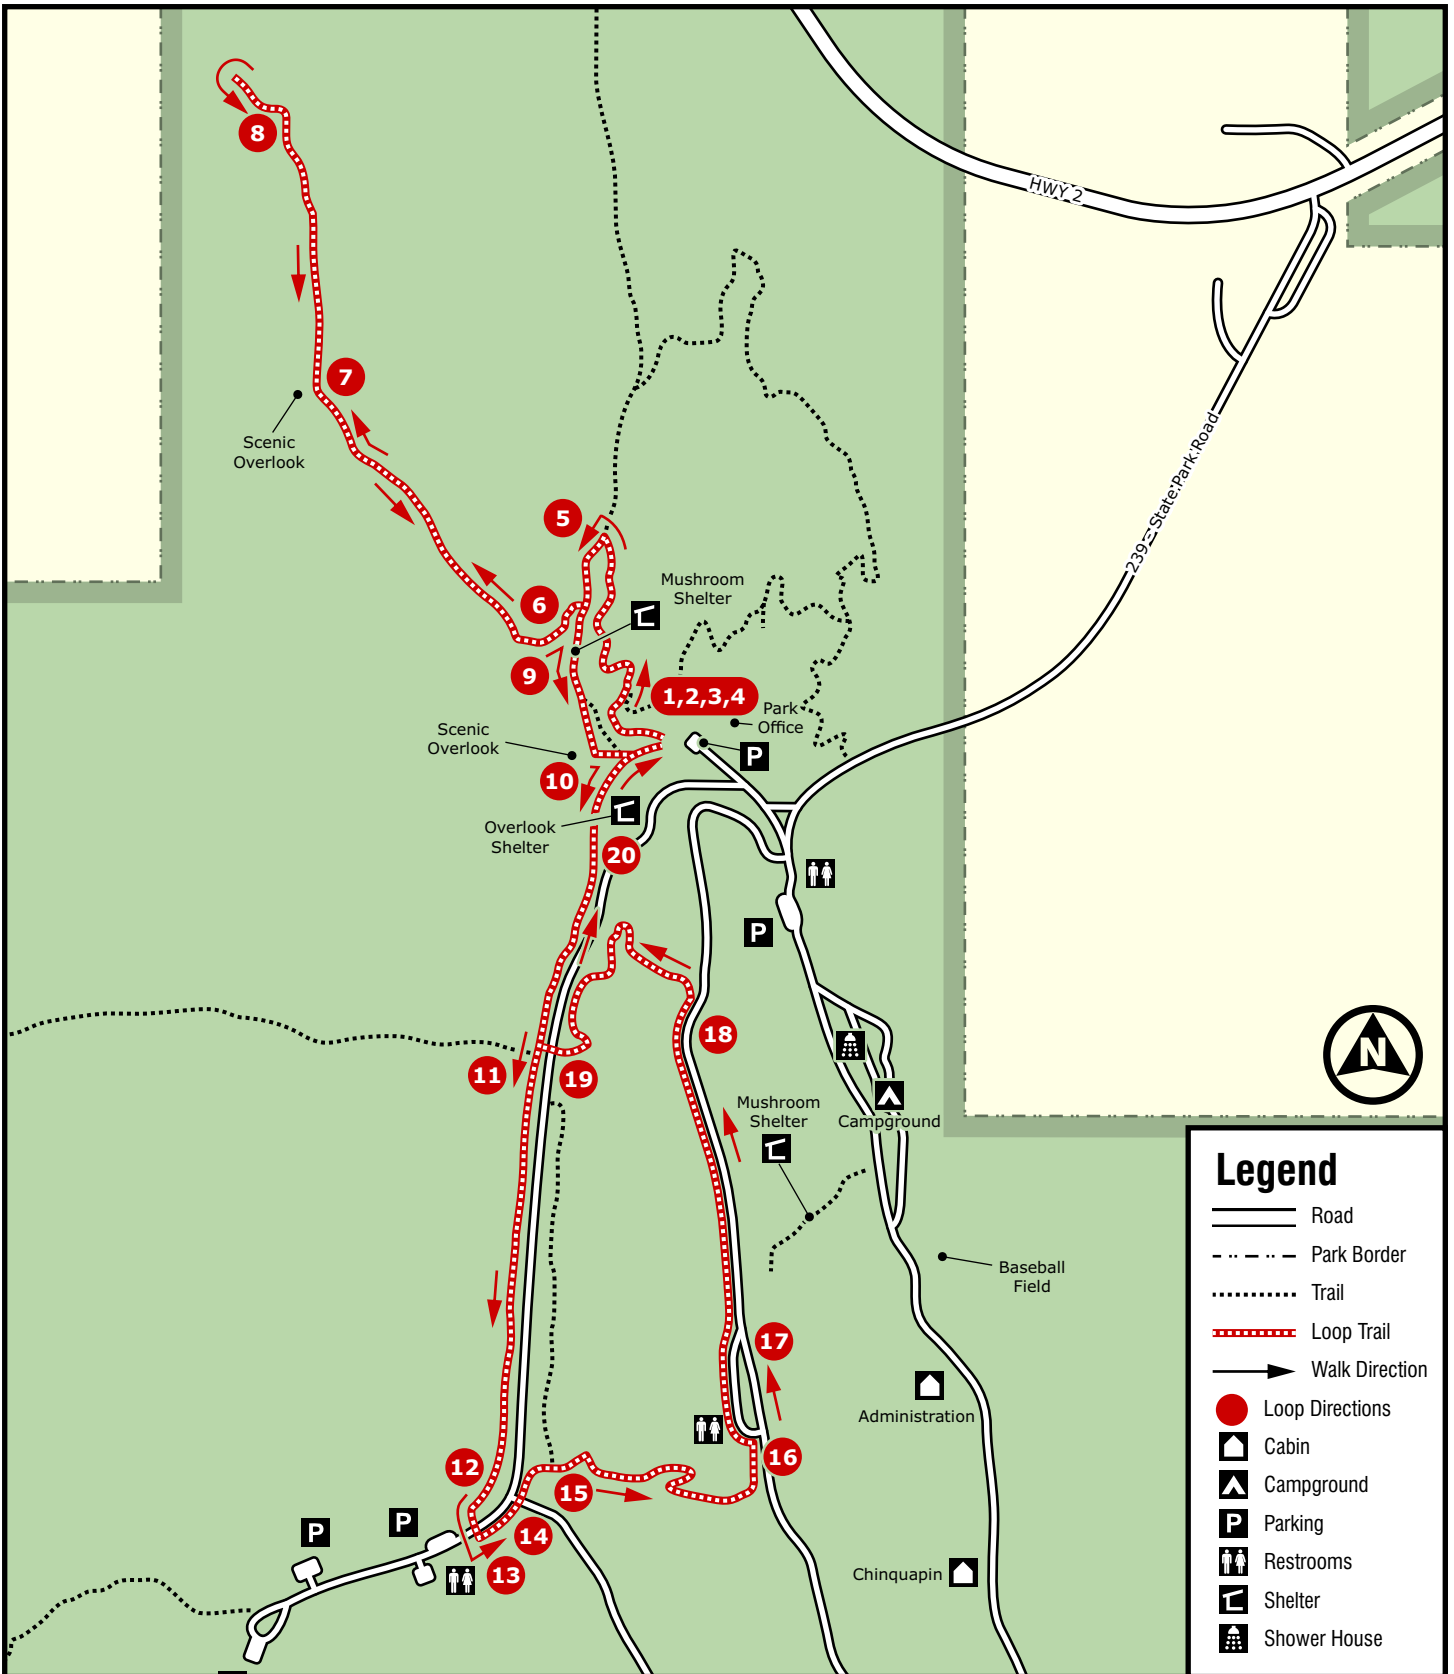 8
HWY 2
7
Scenic
Overlook
239 – State Park Road
5
6
Mushroom
Shelter
9
1,2,3,4
Park
Office
Scenic
Overlook
P
10
Overlook
Shelter
20
P
18
11
19
N
Mushroom
Shelter
Campground
Baseball
Field
17
Administration
16
12
15
P
P
14
13
Chinquapin
Legend
Road
Park Border
Trail
Loop Trail
Walk Direction
Loop Directions
Cabin
Campground
P
Parking
Restrooms
Shelter
Shower House